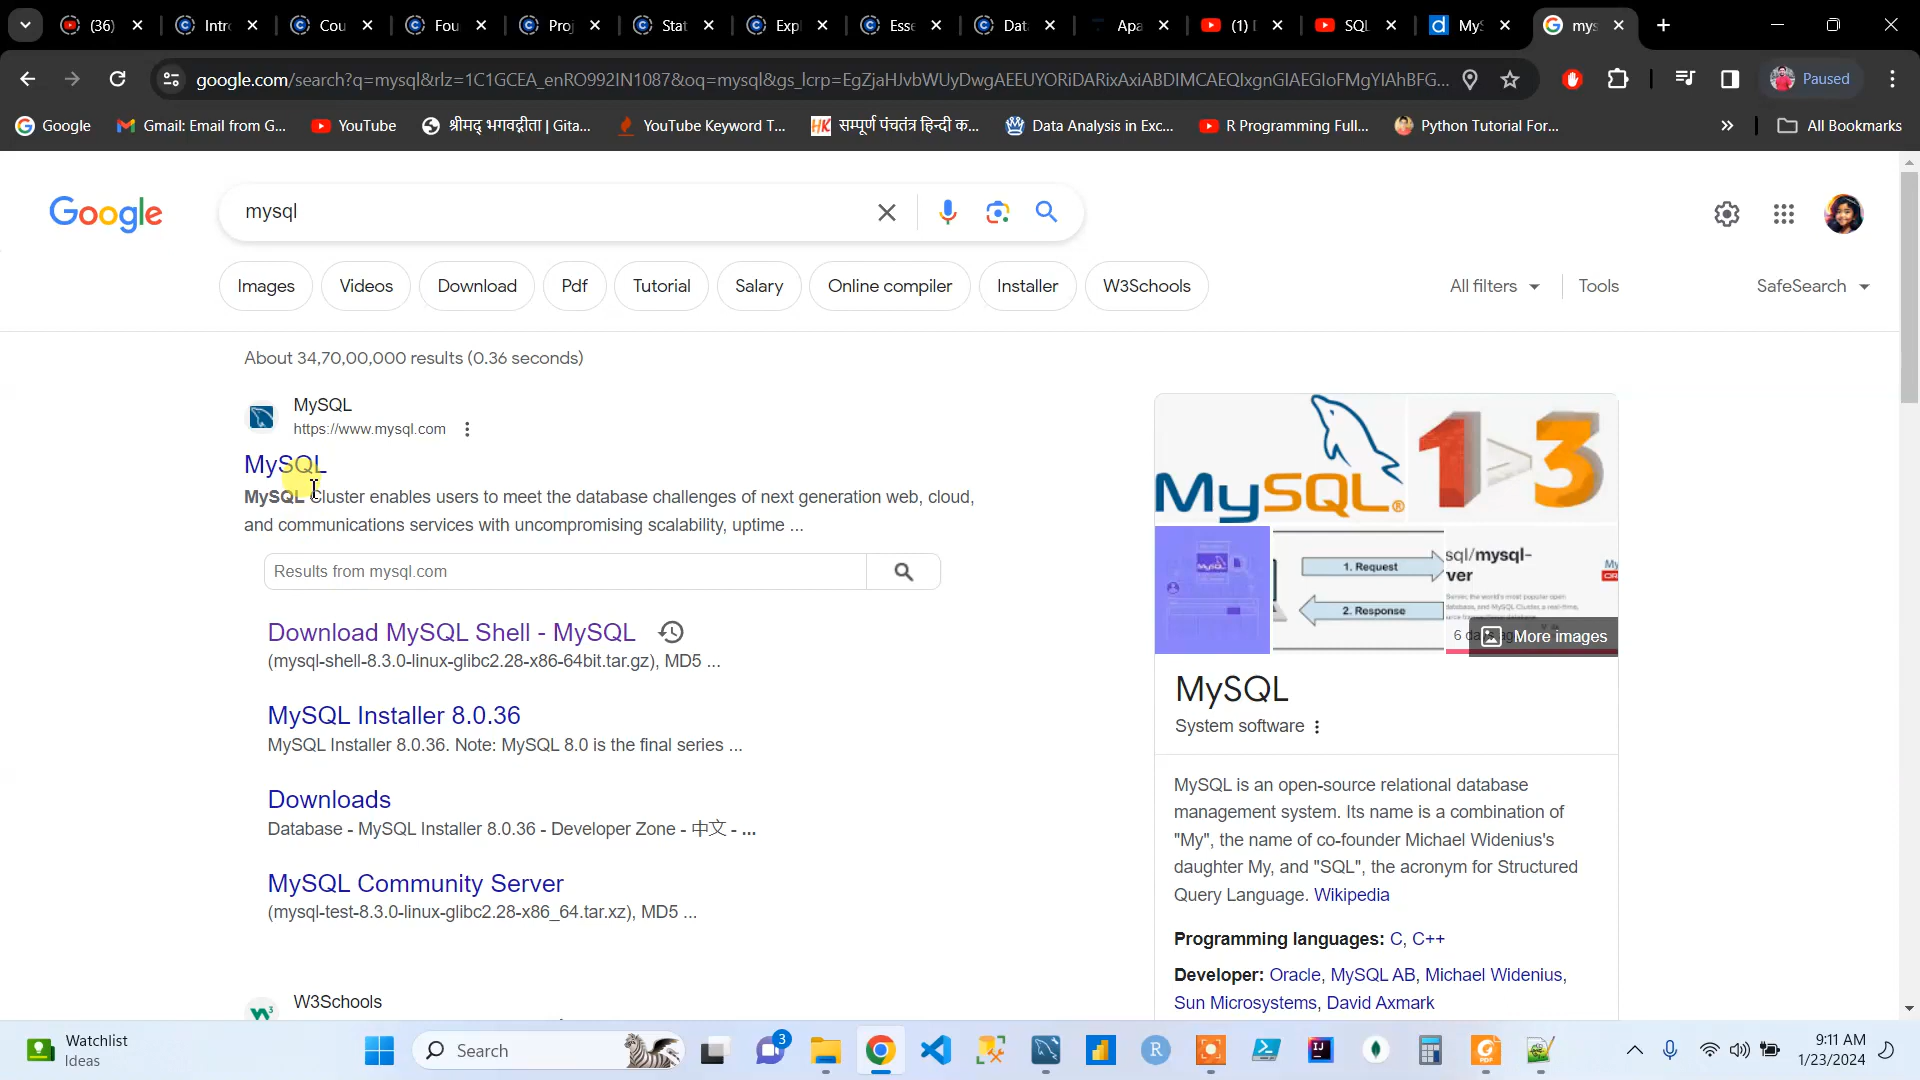 (36)
Intr
Cou
Fou
Proj
Stat
Expl
Esse
Dat
Apa
(1) D
SQL
MyS
mys
google.com/search?q=mysql&rlz=1C1GCEA_enRO992IN1087&oq=mysql&gs_lcrp=EgZjaHJvbWUyDwgAEEUYORiDARixAxiABDIMCAEQIxgnGIAEGIoFMgYIAhBFG...
Paused
Google
Gmail: Email from G...
YouTube
श्रीमद् भगवद्गीता | Gita...
YouTube Keyword T...
HK सम्पूर्ण पंचतंत्र हिन्दी क...
Data Analysis in Exc...
R Programming Full...
Python Tutorial For...
All Bookmarks
Google
mysql
Images
Videos
Download
Pdf
Tutorial
Salary
Online compiler
Installer
W3Schools
All filters
Tools
SafeSearch
About 34,70,00,000 results (0.36 seconds)
MySQL
https://www.mysql.com
MySQL
MySQL Cluster enables users to meet the database challenges of next generation web, cloud,
and communications services with uncompromising scalability, uptime ...
Results from mysql.com
Download MySQL Shell - MySQL
(mysql-shell-8.3.0-linux-glibc2.28-x86-64bit.tar.gz), MD5 ...
MySQL Installer 8.0.36
MySQL Installer 8.0.36. Note: MySQL 8.0 is the final series ...
Downloads
Database - MySQL Installer 8.0.36 - Developer Zone - 中文 - ...
MySQL Community Server
(mysql-test-8.3.0-linux-glibc2.28-x86_64.tar.xz), MD5 ...
W3Schools
MySQL®
1>3
1. Request
2. Response
sql/mysql-
ver
6 days ago
More images
MySQL
System software
MySQL is an open-source relational database
management system. Its name is a combination of
"My", the name of co-founder Michael Widenius's
daughter My, and "SQL", the acronym for Structured
Query Language. Wikipedia
Programming languages: C, C++
Developer: Oracle, MySQL AB, Michael Widenius,
Sun Microsystems, David Axmark
Watchlist
Ideas
Search
3
9:11 AM
1/23/2024